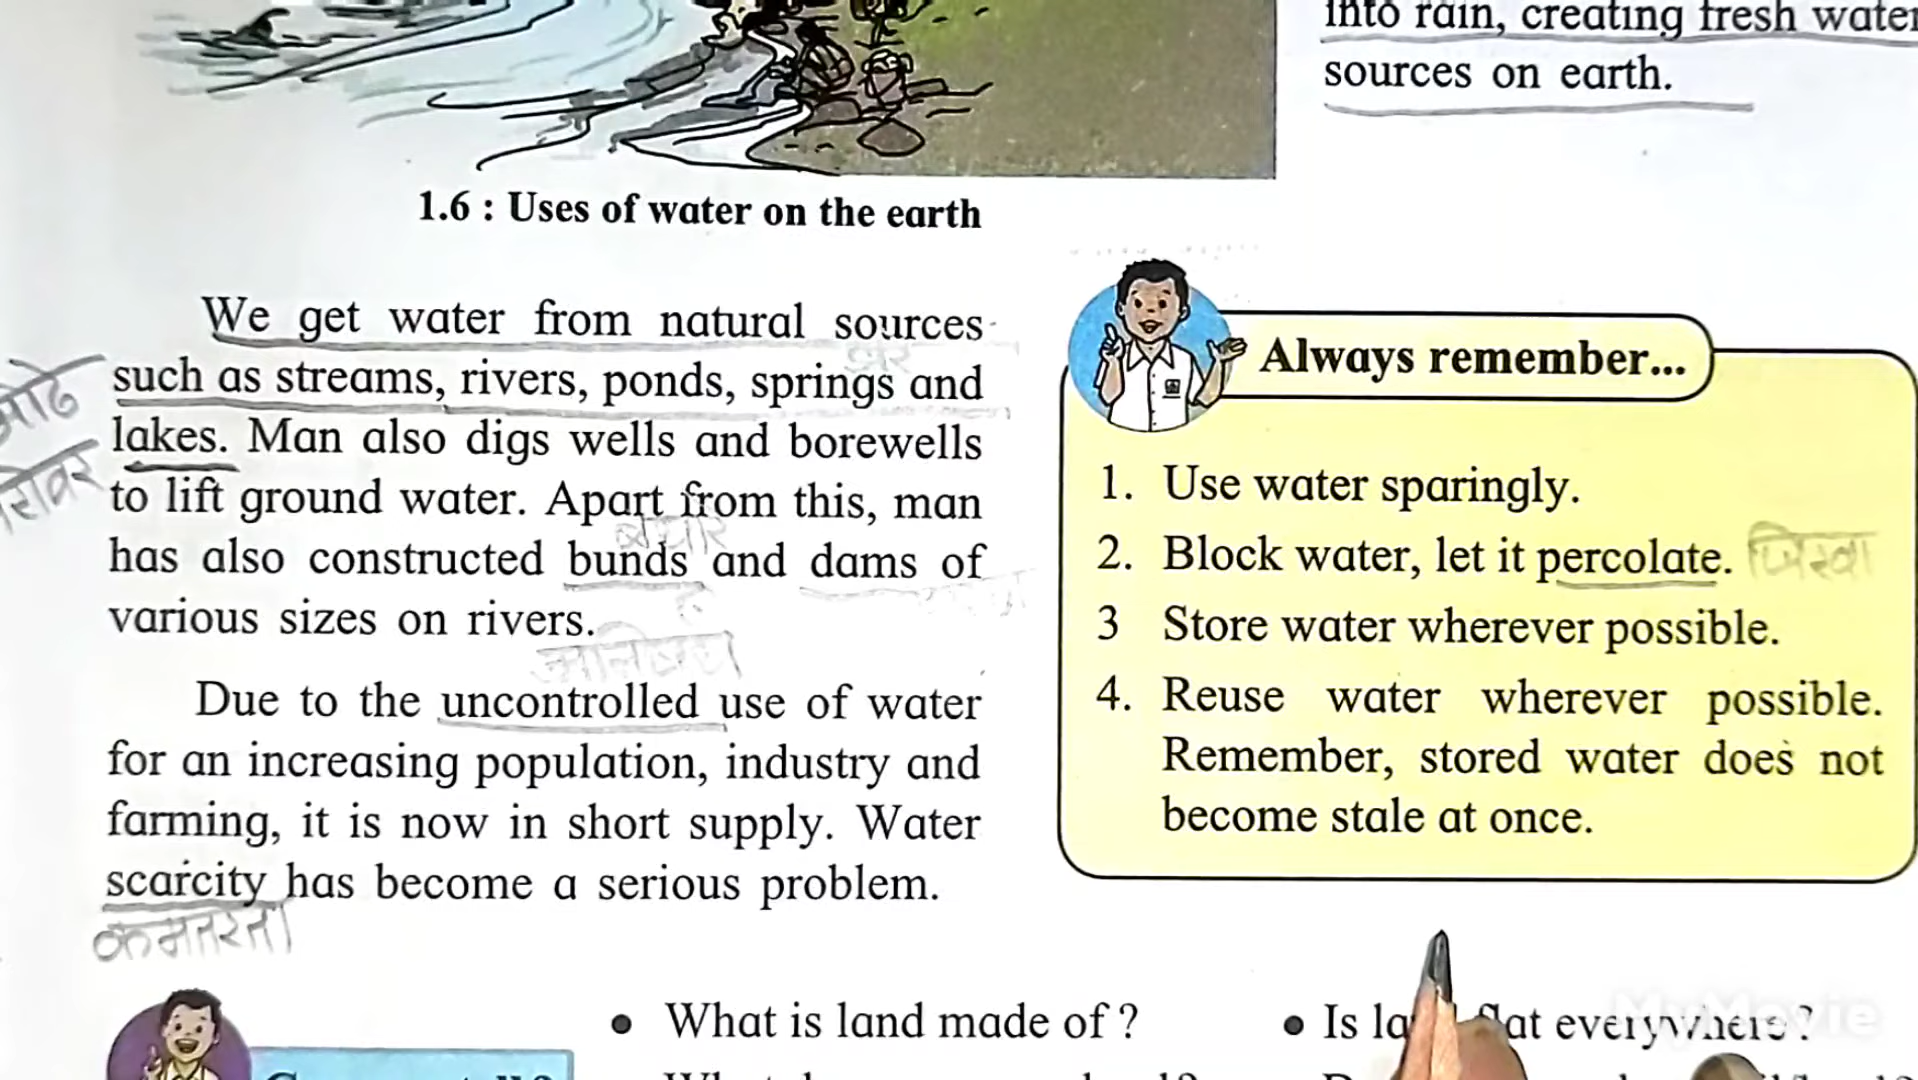 into rain, creating fresh water
sources on earth.
1.6 : Uses of water on the earth
We get water from natural sources
such as streams, rivers, ponds, springs and
lakes. Man also digs wells and borewells
to lift ground water. Apart from this, man
has also constructed bunds and dams of
various sizes on rivers.
Due to the uncontrolled use of water
for an increasing population, industry and
farming, it is now in short supply. Water
scarcity has become a serious problem.
कमतरता
Always remember...
1. Use water sparingly.
2. Block water, let it percolate.
3 Store water wherever possible.
4. Reuse water wherever possible.
Remember, stored water does not
become stale at once.
• What is land made of ?
• Is flat everywhere ?
MyMovie